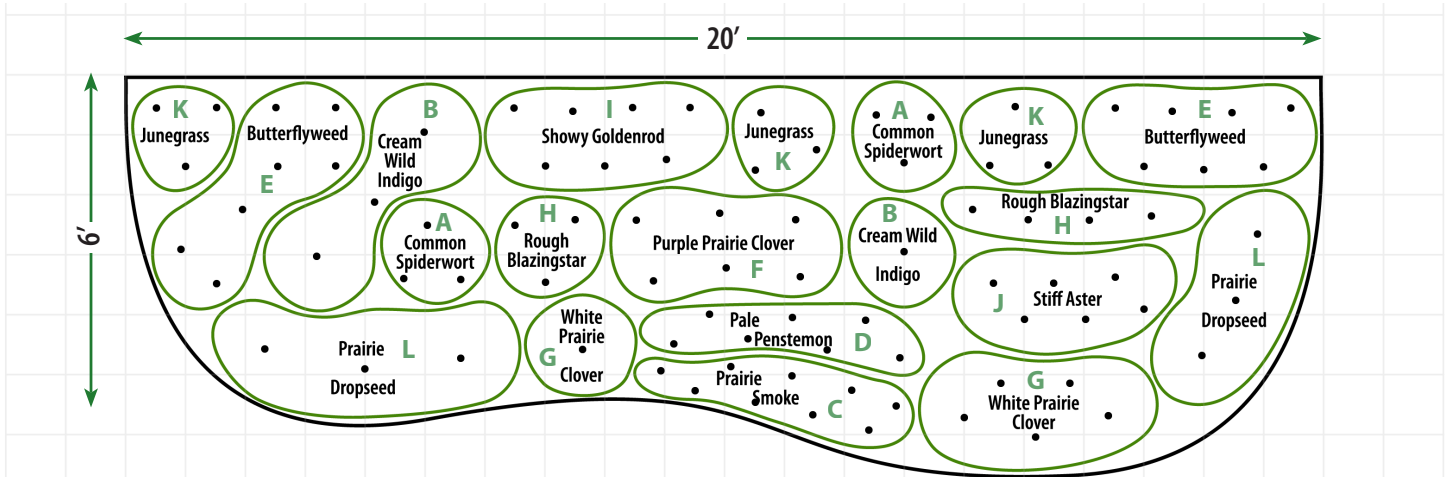 20′
6′
K
Junegrass
Butterflyweed
E
B
Cream
Wild
Indigo
I
Showy Goldenrod
Junegrass
K
A
Common
Spiderwort
K
Junegrass
E
Butterflyweed
A
Common
Spiderwort
H
Rough
Blazingstar
Purple Prairie Clover
F
B
Cream Wild
Indigo
Rough Blazingstar
H
J
Stiff Aster
L
Prairie
Dropseed
Prairie L
Dropseed
White
Prairie
G
Clover
Pale
Penstemon D
Prairie
Smoke
C
G
White Prairie
Clover